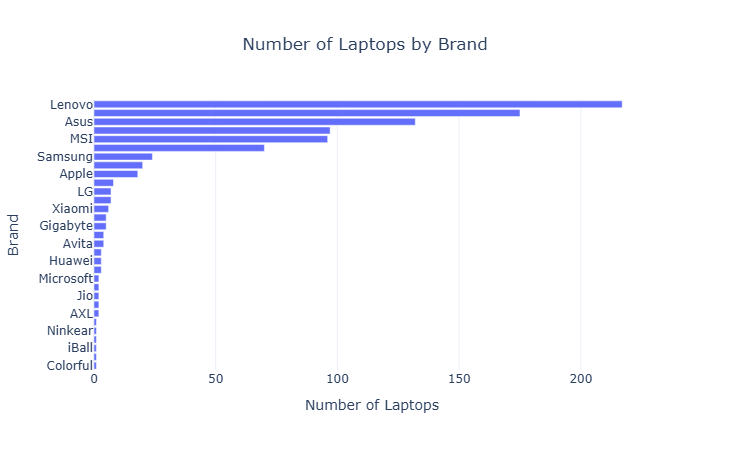 Number of Laptops by Brand
Lenovo
Asus
MSI
Samsung
Apple
LG
Xiaomi
Gigabyte
Avita
Huawei
Microsoft
Jio
AXL
Ninkear
iBall
Colorful
Brand
0 50 100 150 200
Number of Laptops